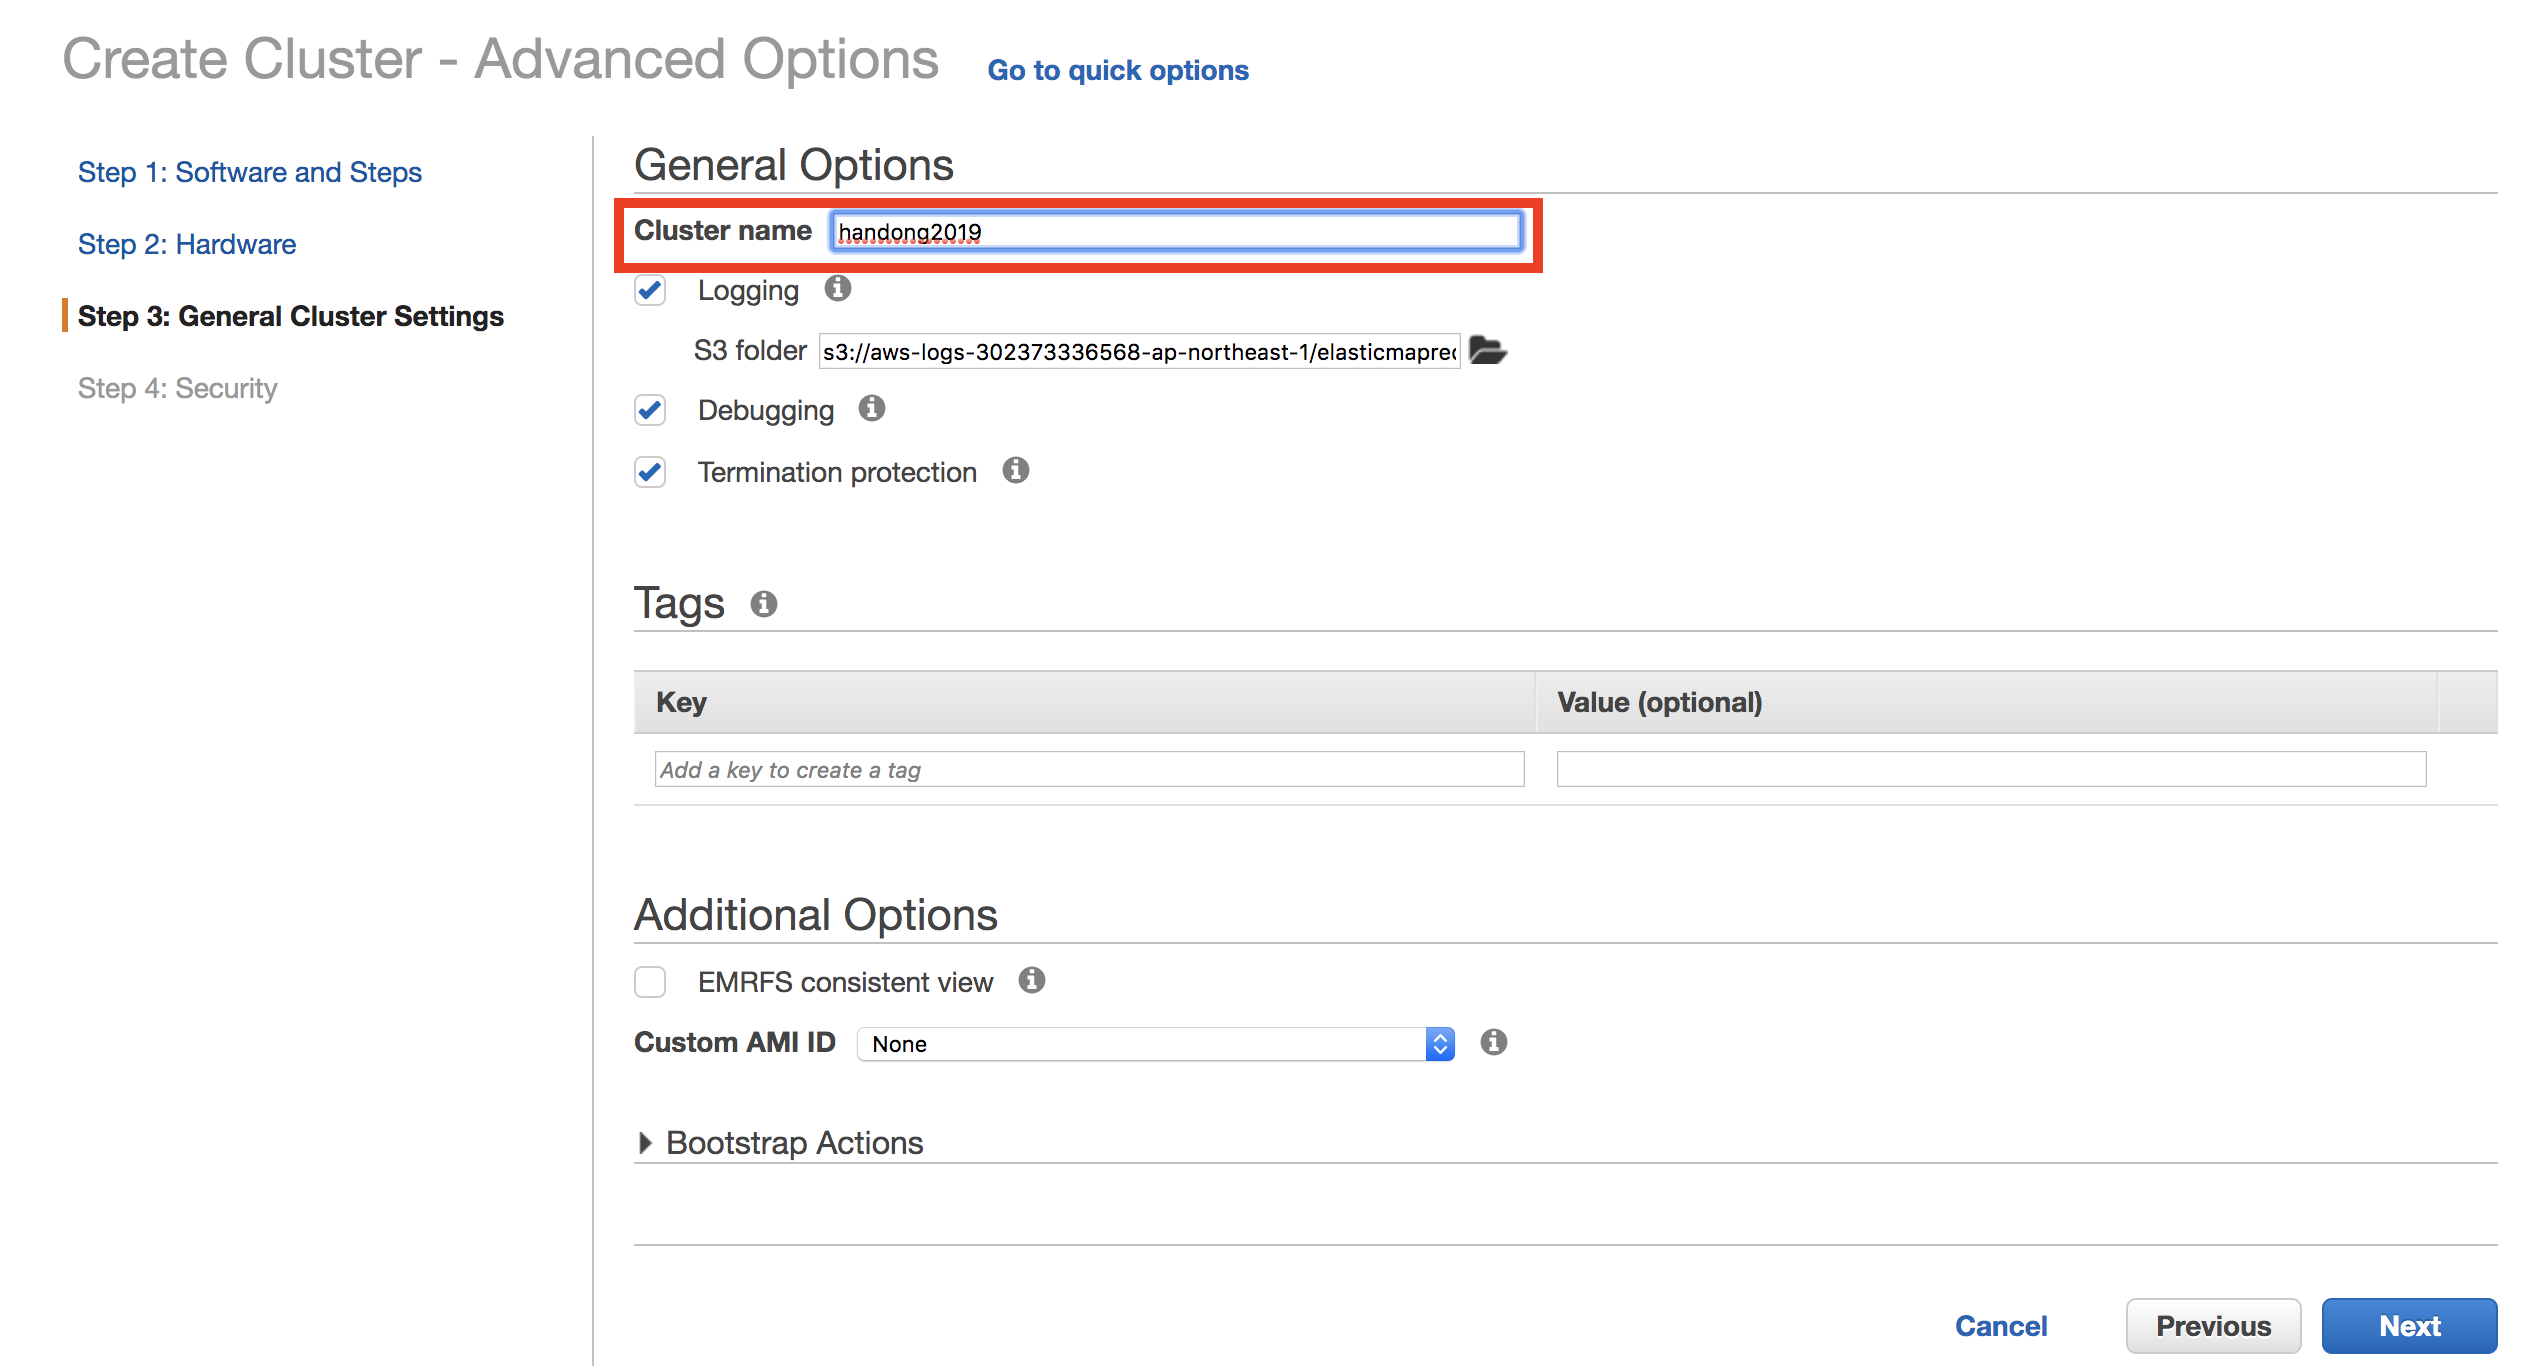 Create Cluster - Advanced Options Go to quick options
Step 1: Software and Steps
Step 2: Hardware
Step 3: General Cluster Settings
Step 4: Security
General Options
Cluster name handong2019
Logging
S3 folder s3://aws-logs-302373336568-ap-northeast-1/elasticmapre
Debugging
Termination protection
Tags
Key Value (optional)
Add a key to create a tag
Additional Options
EMRFS consistent view
Custom AMI ID None
Bootstrap Actions
Cancel Previous Next